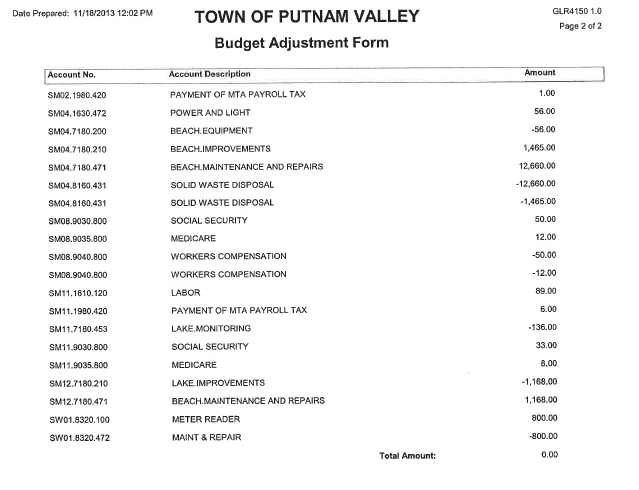 Date Prepared: 11/18/2013 12:02 PM TOWN OF PUTNAM VALLEY GLR4150 1.0
Page 2 of 2
Budget Adjustment Form
Account No. Account Description Amount
SM02.1980.420 PAYMENT OF MTA PAYROLL TAX 1.00
SM04.1630.472 POWER AND LIGHT 56.00
SM04.7180.200 BEACH.EQUIPMENT -56.00
SM04.7180.210 BEACH.IMPROVEMENTS 1,465.00
SM04.7180.471 BEACH.MAINTENANCE AND REPAIRS 12,660.00
SM04.8160.431 SOLID WASTE DISPOSAL -12,660.00
SM04.8160.431 SOLID WASTE DISPOSAL -1,465.00
SM08.9030.800 SOCIAL SECURITY 50.00
SM08.9035.800 MEDICARE 12.00
SM08.9040.800 WORKERS COMPENSATION -50.00
SM08.9040.800 WORKERS COMPENSATION -12.00
SM11.1610.120 LABOR 89.00
SM11.1980.420 PAYMENT OF MTA PAYROLL TAX 6.00
SM11.7180.453 LAKE.MONITORING -136.00
SM11.9030.800 SOCIAL SECURITY 33.00
SM11.9035.800 MEDICARE 8.00
SM12.7180.210 LAKE.IMPROVEMENTS -1,168.00
SM12.7180.471 BEACH.MAINTENANCE AND REPAIRS 1,168.00
SW01.8320.100 METER READER 800.00
SW01.8320.472 MAINT & REPAIR -800.00
Total Amount: 0.00